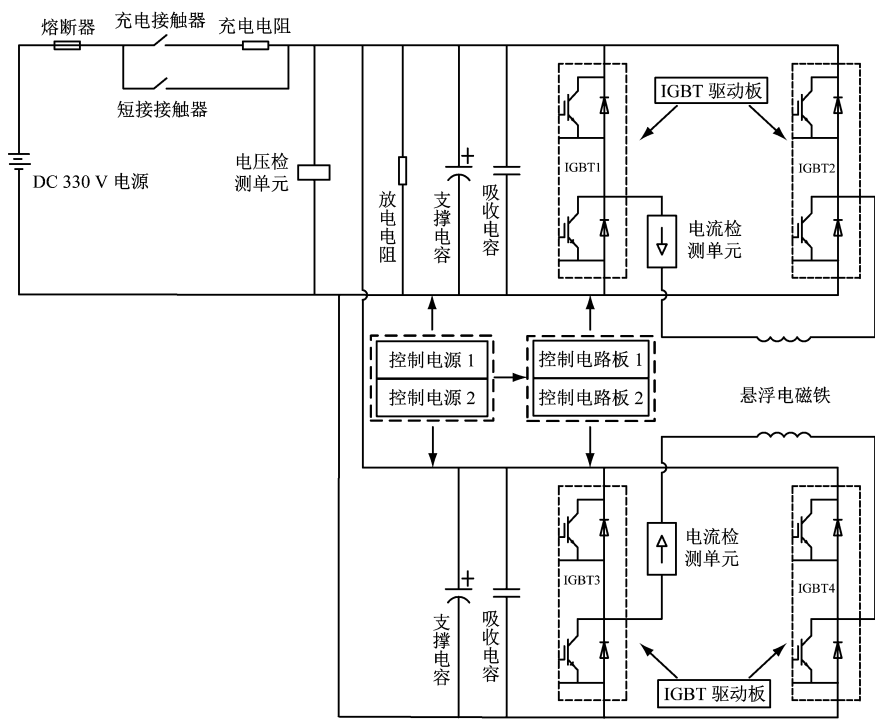 熔断器
充电接触器
充电电阻
短接接触器
DC 330 V 电源
电压检
测单元
放电电阻
支撑电容
吸收电容
IGBT1
IGBT 驱动板
IGBT2
电流检
测单元
控制电源 1
控制电源 2
控制电路板 1
控制电路板 2
悬浮电磁铁
支撑电容
吸收电容
IGBT3
电流检
测单元
IGBT4
IGBT 驱动板